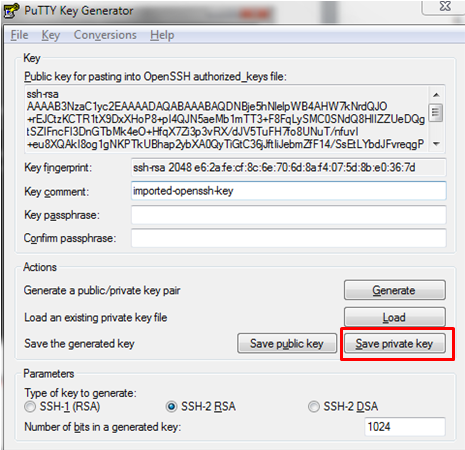 PuTTY Key Generator
File Key Conversions Help
Key
Public key for pasting into OpenSSH authorized_keys file:
ssh-rsa
AAAAB3NzaC1yc2EAAAADAQABAAABAQDNBje5hNlelpWB4AHW7kNrdQJO
+rEJCtzKCTR1tX9DxXHoP8+pI4QJN5aeMb1mTT3+F8FqLySMC0SNdQ8HIIZZUeDQg
tSZIFncFI3DnGTbMk4eO+HfqX7Zi3p3vRX/dJV5TuFH7fo8UNuT/nfuvI
+eu8XQAkI8og1gNKPTkUBhap2ybXA0QyTiGtC36JftIiJebmZfF14/SsEtLYbdJFvreqgP
Key fingerprint: ssh-rsa 2048 e6:2a:fe:cf:8c:6e:70:6d:8a:f4:07:5d:8b:e0:36:7d
Key comment: imported-openssh-key
Key passphrase:
Confirm passphrase:
Actions
Generate a public/private key pair Generate
Load an existing private key file Load
Save the generated key Save public key Save private key
Parameters
Type of key to generate:
SSH-1 (RSA) SSH-2 RSA SSH-2 DSA
Number of bits in a generated key: 1024